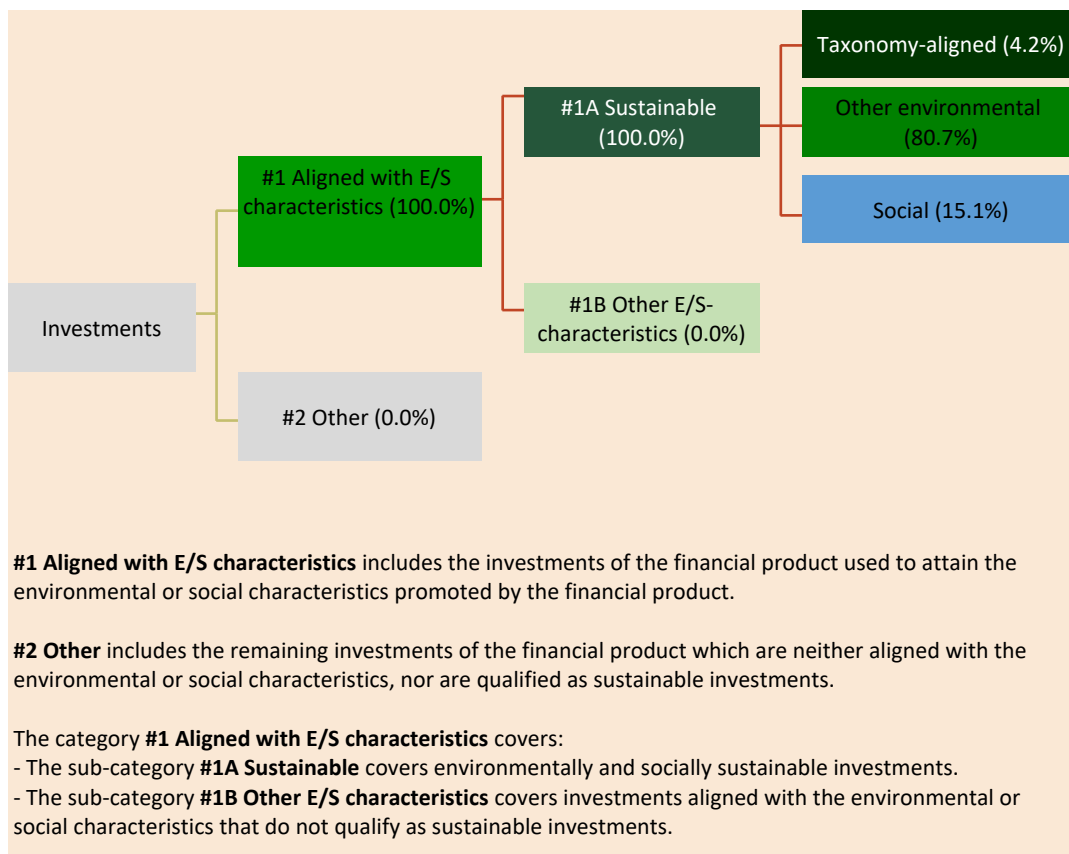 Taxonomy-aligned (4.2%)
#1A Sustainable
(100.0%)
Other environmental
(80.7%)
#1 Aligned with E/S
characteristics (100.0%)
Social (15.1%)
Investments
#1B Other E/S-
characteristics (0.0%)
#2 Other (0.0%)
#1 Aligned with E/S characteristics includes the investments of the financial product used to attain the
environmental or social characteristics promoted by the financial product.
#2 Other includes the remaining investments of the financial product which are neither aligned with the
environmental or social characteristics, nor are qualified as sustainable investments.
The category #1 Aligned with E/S characteristics covers:
- The sub-category #1A Sustainable covers environmentally and socially sustainable investments.
- The sub-category #1B Other E/S characteristics covers investments aligned with the environmental or
social characteristics that do not qualify as sustainable investments.